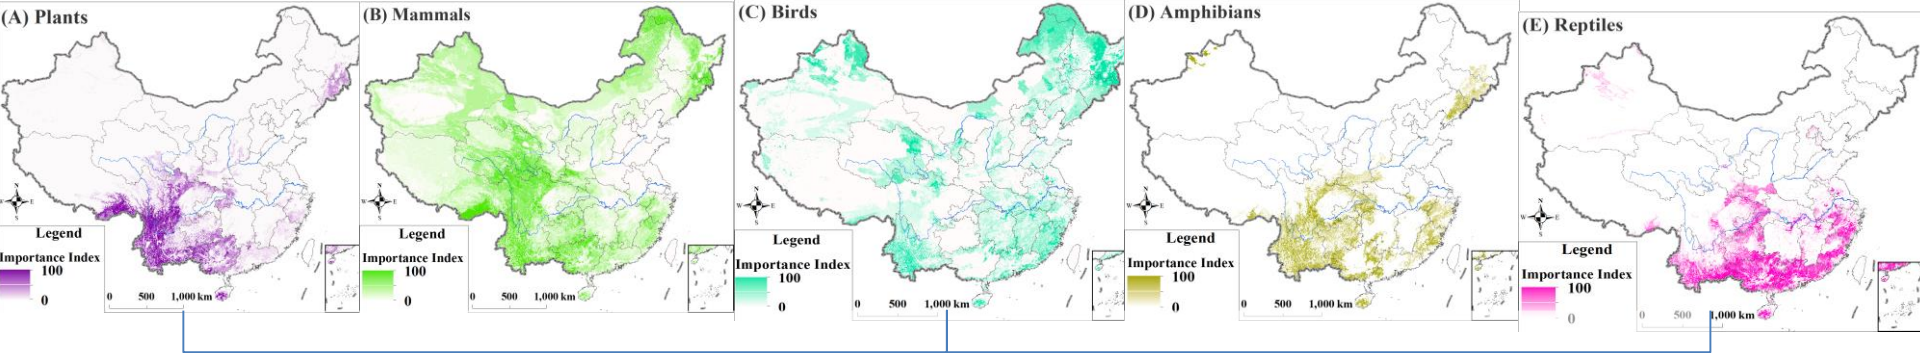 (A) Plants
N
W E
S
Legend
Importance Index
100
0
0 500 1,000 km
(B) Mammals
N
W E
S
Legend
Importance Index
100
0
0 500 1,000 km
(C) Birds
N
W E
S
Legend
Importance Index
100
0
0 500 1,000 km
(D) Amphibians
N
W E
S
Legend
Importance Index
100
0
0 500 1,000 km
(E) Reptiles
N
W E
S
Legend
Importance Index
100
0
0 500 1,000 km